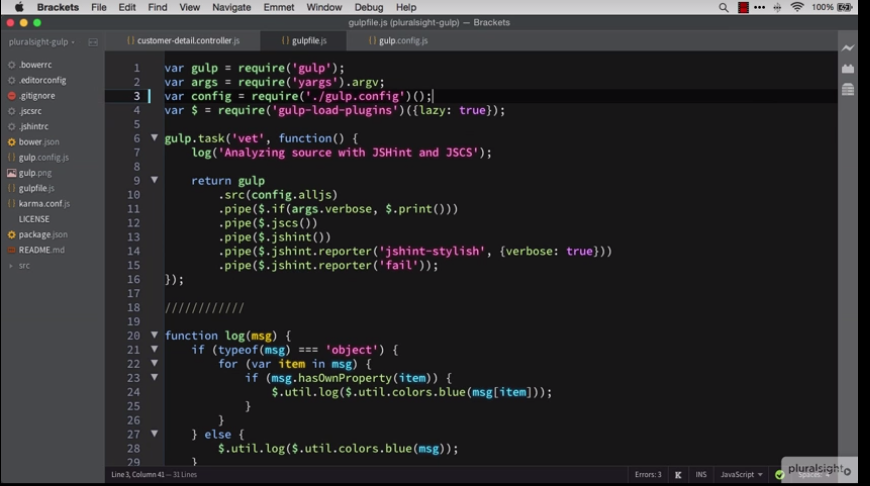 Brackets File Edit Find View Navigate Emmet Window Debug Help 100%
gulpfile.js (pluralsight-gulp) — Brackets
pluralsight-gulp
customer-detail.controller.js gulpfile.js gulp.config.js
.bowerrc
.editorconfig
.gitignore
.jscsrc
.jshintrc
bower.json
gulp.config.js
gulp.png
gulpfile.js
karma.conf.js
LICENSE
package.json
README.md
src
1 var gulp = require('gulp');
2 var args = require('yargs').argv;
3 var config = require('./gulp.config')();
4 var $ = require('gulp-load-plugins')({lazy: true});
5
6 gulp.task('vet', function() {
7 log('Analyzing source with JSHint and JSCS');
8
9 return gulp
10 .src(config.alljs)
11 .pipe($.if(args.verbose, $.print()))
12 .pipe($.jscs())
13 .pipe($.jshint())
14 .pipe($.jshint.reporter('jshint-stylish', {verbose: true}))
15 .pipe($.jshint.reporter('fail'));
16 });
17
18 ////////////
19
20 function log(msg) {
21 if (typeof(msg) === 'object') {
22 for (var item in msg) {
23 if (msg.hasOwnProperty(item)) {
24 $.util.log($.util.colors.blue(msg[item]));
25 }
26 }
27 } else {
28 $.util.log($.util.colors.blue(msg));
29 }
Line 3, Column 41 — 31 Lines Errors: 3 INS JavaScript
pluralsight